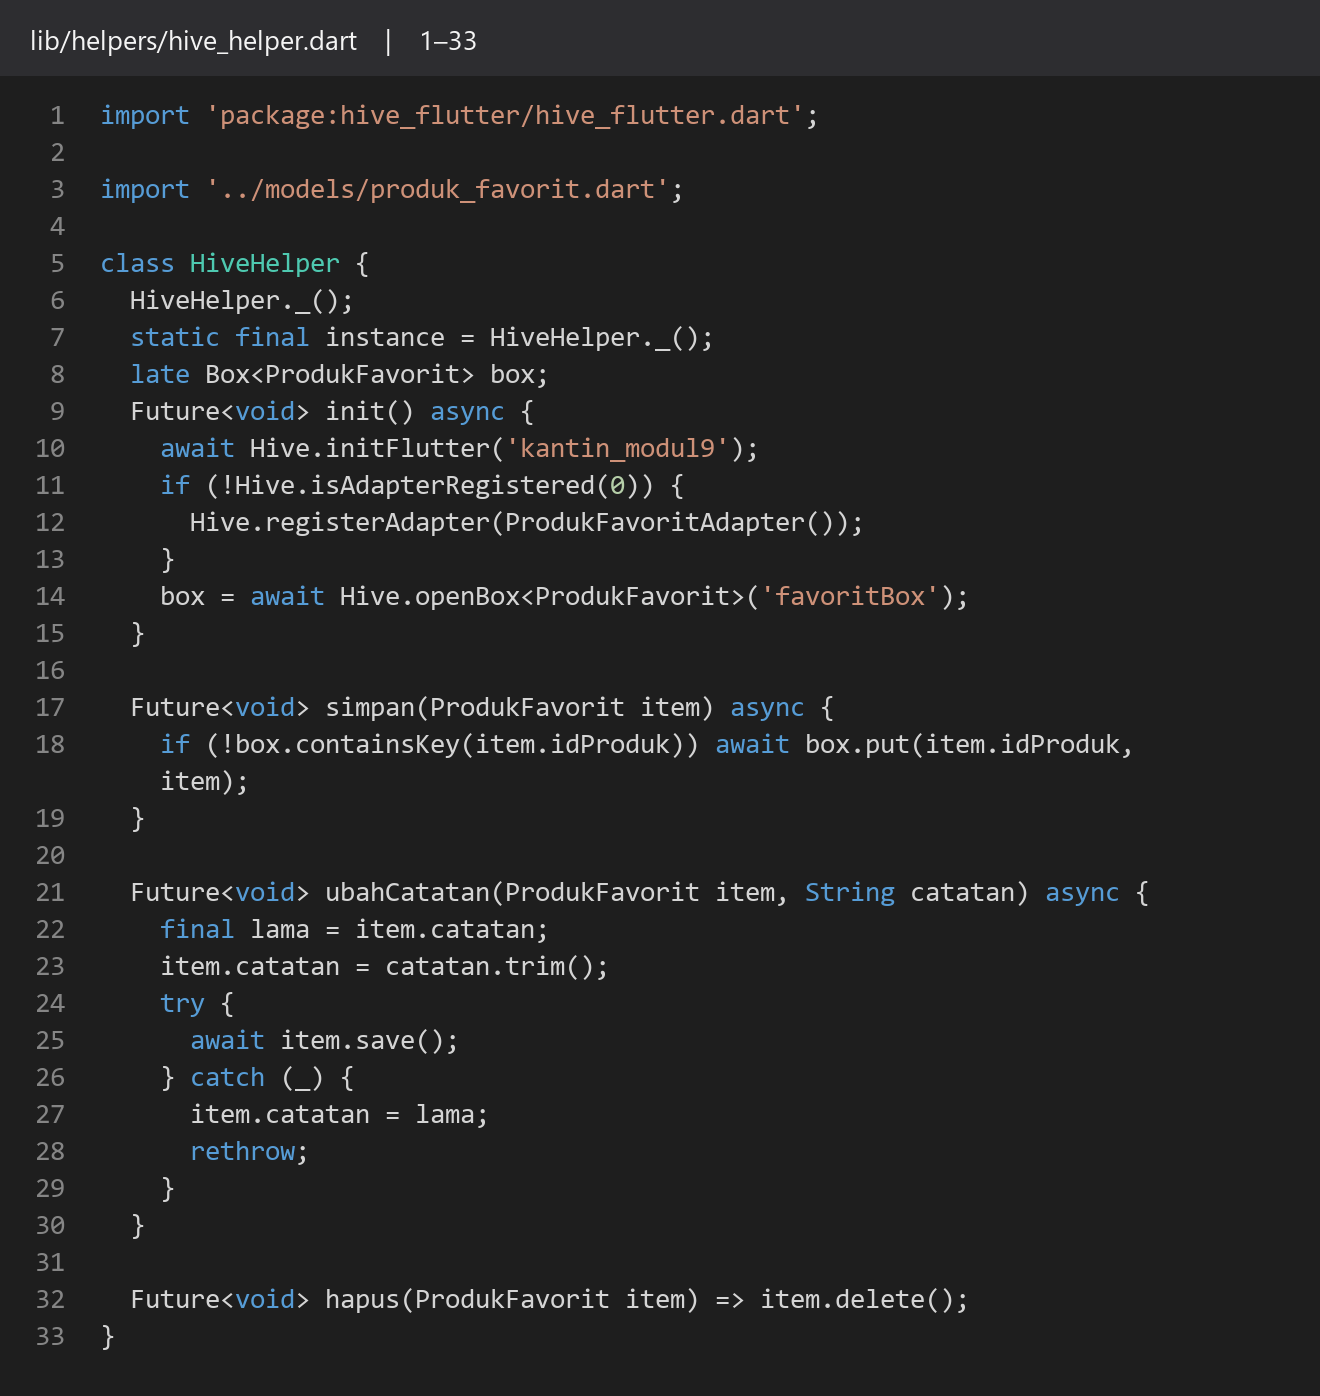 lib/helpers/hive_helper.dart | 1–33
1 import 'package:hive_flutter/hive_flutter.dart';
2
3 import '../models/produk_favorit.dart';
4
5 class HiveHelper {
6   HiveHelper._();
7   static final instance = HiveHelper._();
8   late Box<ProdukFavorit> box;
9   Future<void> init() async {
10     await Hive.initFlutter('kantin_modul9');
11     if (!Hive.isAdapterRegistered(0)) {
12       Hive.registerAdapter(ProdukFavoritAdapter());
13     }
14     box = await Hive.openBox<ProdukFavorit>('favoritBox');
15   }
16
17   Future<void> simpan(ProdukFavorit item) async {
18     if (!box.containsKey(item.idProduk)) await box.put(item.idProduk,
    item);
19   }
20
21   Future<void> ubahCatatan(ProdukFavorit item, String catatan) async {
22     final lama = item.catatan;
23     item.catatan = catatan.trim();
24     try {
25       await item.save();
26     } catch (_) {
27       item.catatan = lama;
28       rethrow;
29     }
30   }
31
32   Future<void> hapus(ProdukFavorit item) => item.delete();
33 }